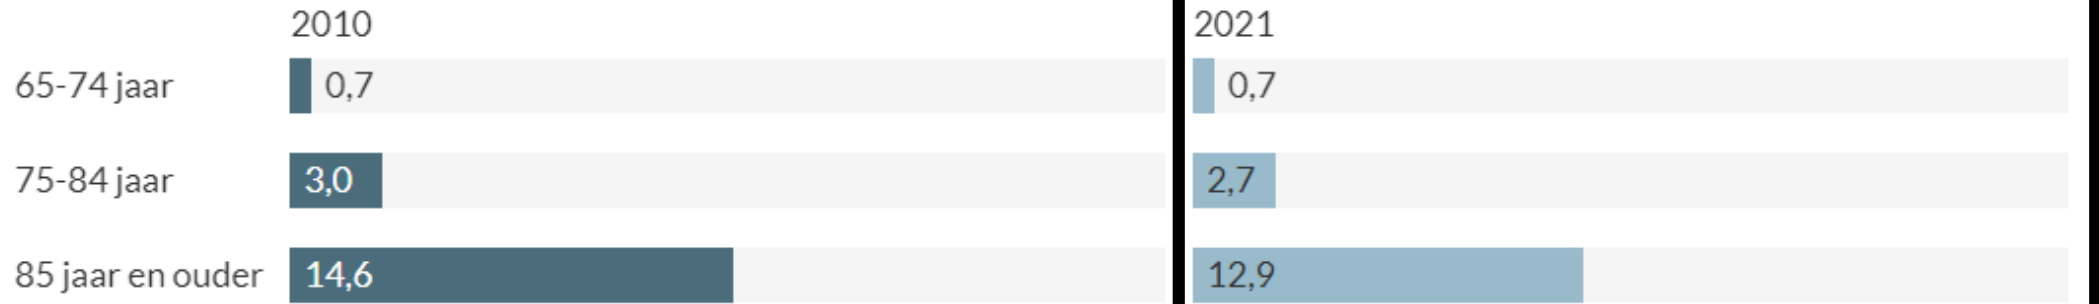 2010 2021
65-74 jaar 0,7 0,7
75-84 jaar 3,0 2,7
85 jaar en ouder 14,6 12,9